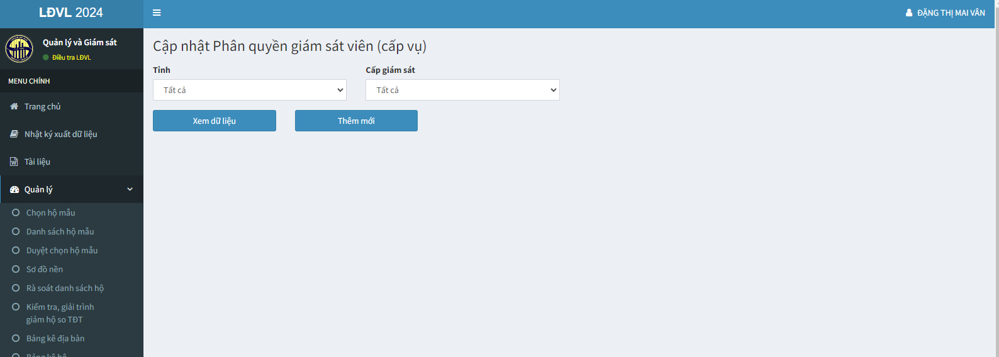 LĐVL 2024
ĐẶNG THỊ MAI VÂN
Quản lý và Giám sát
Điều tra LĐVL
MENU CHÍNH
Trang chủ
Nhật ký xuất dữ liệu
Tài liệu
Quản lý
Chọn hộ mẫu
Danh sách hộ mẫu
Duyệt chọn hộ mẫu
Sơ đồ nền
Rà soát danh sách hộ
Kiểm tra, giải trình
giảm hộ so TĐT
Bảng kê địa bàn
Bảng kê hộ
Cập nhật Phân quyền giám sát viên (cấp vụ)
Tỉnh
Cấp giám sát
Tất cả
Tất cả
Xem dữ liệu
Thêm mới